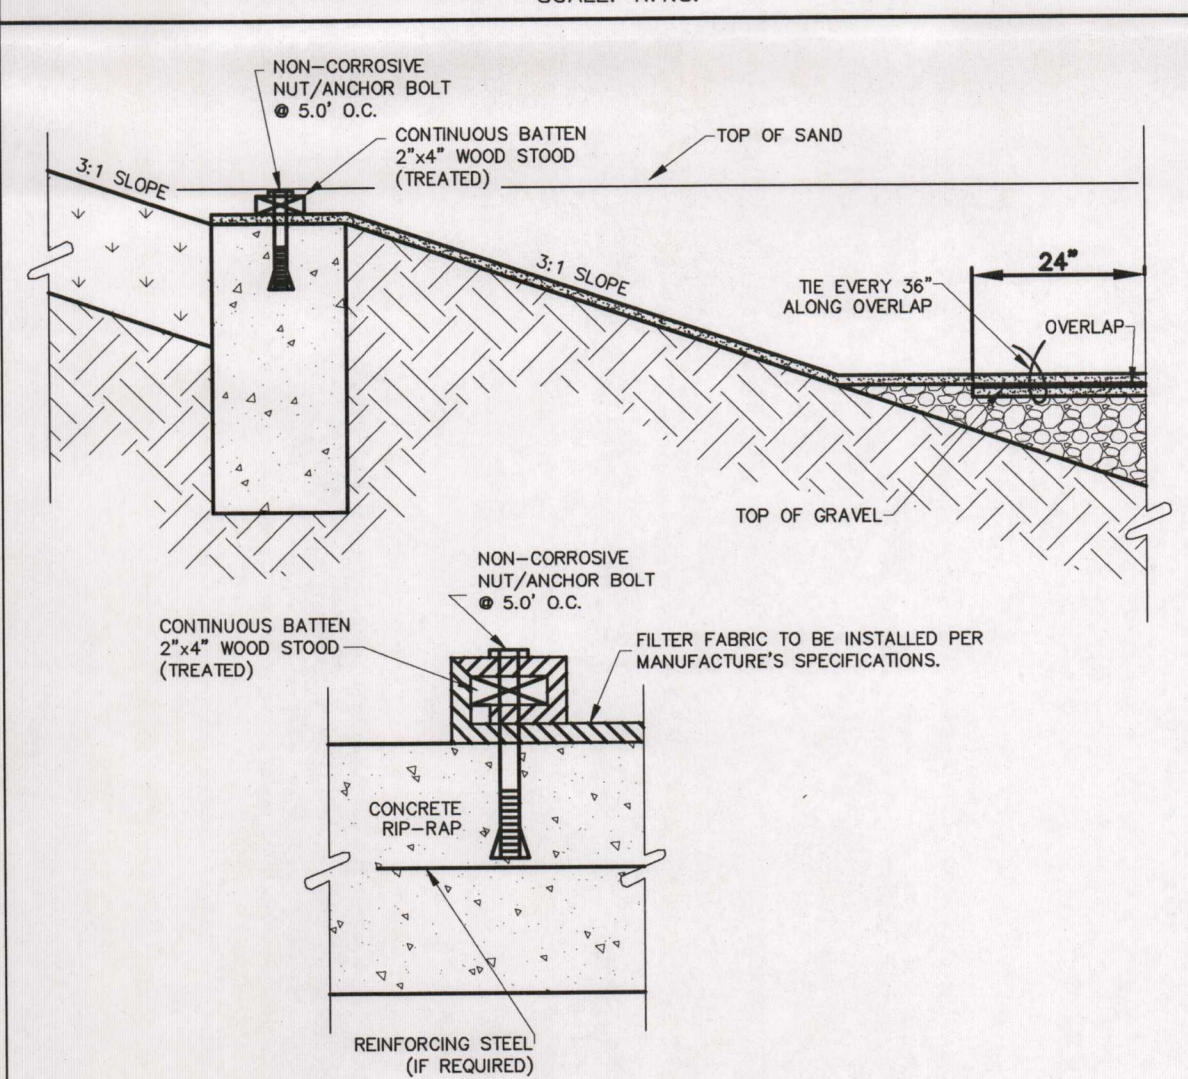 NON-CORROSIVE
NUT/ANCHOR BOLT
@ 5.0' O.C.
CONTINUOUS BATTEN
2"x4" WOOD STOOD
(TREATED)
TOP OF SAND
3:1 SLOPE
3:1 SLOPE
24"
TIE EVERY 36"
ALONG OVERLAP
OVERLAP
TOP OF GRAVEL
NON-CORROSIVE
NUT/ANCHOR BOLT
@ 5.0' O.C.
CONTINUOUS BATTEN
2"x4" WOOD STOOD
(TREATED)
FILTER FABRIC TO BE INSTALLED PER
MANUFACTURE'S SPECIFICATIONS.
CONCRETE
RIP-RAP
REINFORCING STEEL
(IF REQUIRED)